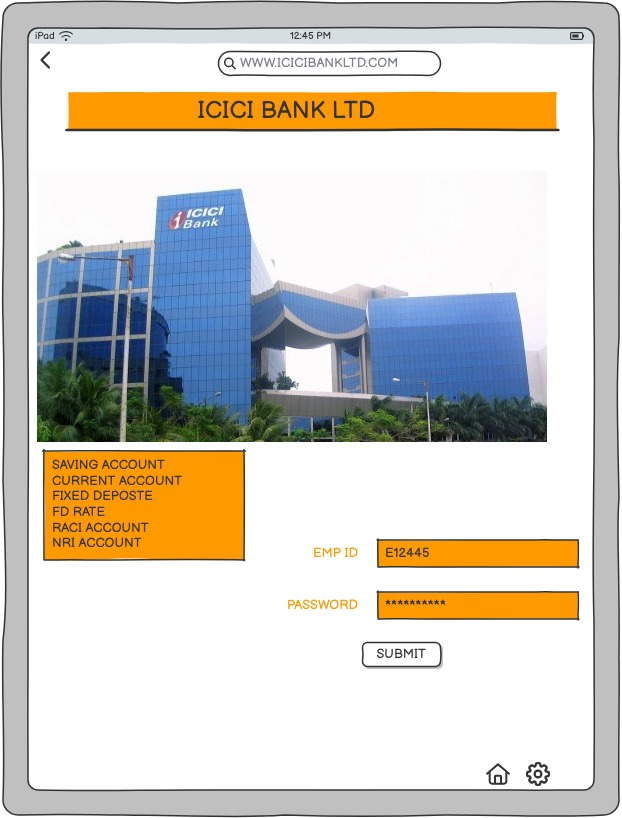 iPad
12:45 PM
WWW.ICICIBANKLTD.COM
ICICI BANK LTD
ICICI
Bank
SAVING ACCOUNT
CURRENT ACCOUNT
FIXED DEPOSTE
FD RATE
RACI ACCOUNT
NRI ACCOUNT
EMP ID E12445
PASSWORD **********
SUBMIT